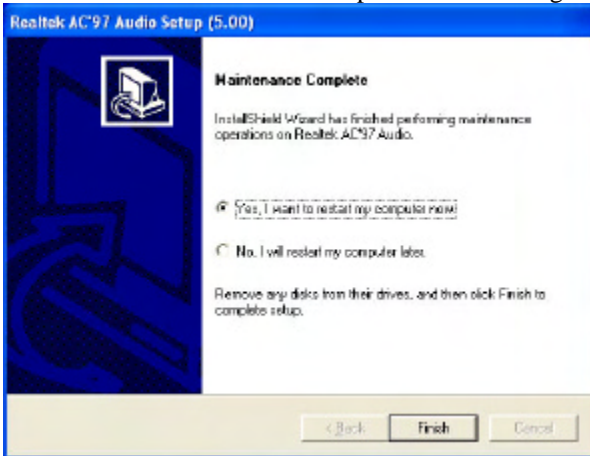 Realtek AC'97 Audio Setup (5.00)
Maintenance Complete
InstallShield Wizard has finished performing maintenance
operations on Realtek AC'97 Audio.
Yes, I want to restart my computer now!
No, I will restart my computer later.
Remove any disks from their drives, and then click Finish to
complete setup.
< Back Finish Cancel